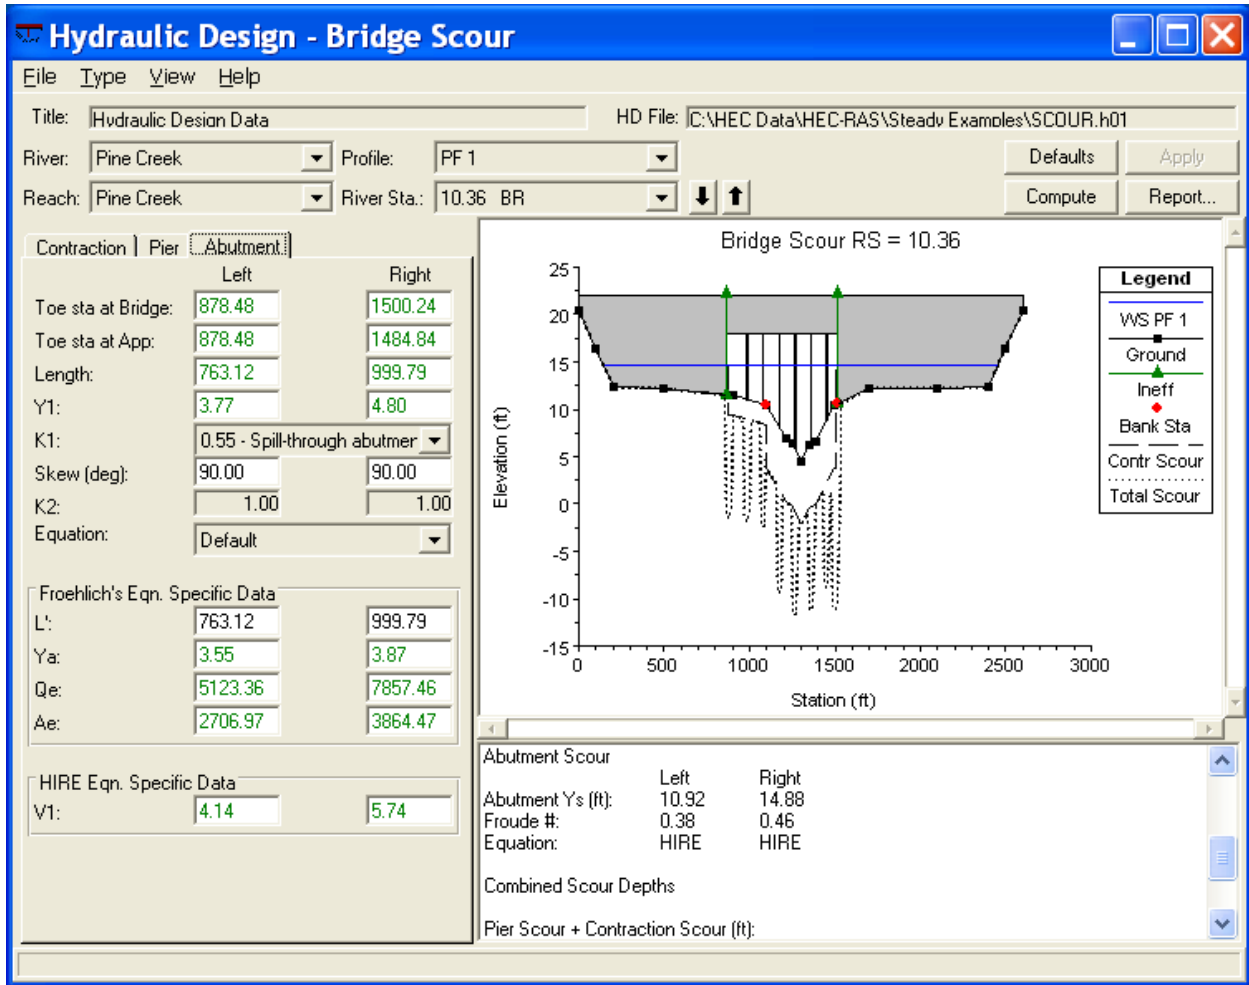 Hydraulic Design - Bridge Scour
File Type View Help
Title: Hydraulic Design Data HD File: C:\HEC Data\HEC-RAS\Steady Examples\SCOUR.h01
River: Pine Creek Profile: PF 1 Defaults Apply
Reach: Pine Creek River Sta.: 10.36 BR Compute Report...
Contraction Pier Abutment
Left Right
Toe sta at Bridge: 878.48 1500.24
Toe sta at App: 878.48 1484.84
Length: 763.12 999.79
Y1: 3.77 4.80
K1: 0.55 - Spill-through abutmer
Skew (deg): 90.00 90.00
K2: 1.00 1.00
Equation: Default
Froehlich's Eqn. Specific Data
L': 763.12 999.79
Ya: 3.55 3.87
Qe: 5123.36 7857.46
Ae: 2706.97 3864.47
HIRE Eqn. Specific Data
V1: 4.14 5.74
Bridge Scour RS = 10.36
25
20
15
10
5
0
-5
-10
-15
Elevation (ft)
0 500 1000 1500 2000 2500 3000
Station (ft)
Legend
WS PF 1
Ground
Ineff
Bank Sta
Contr Scour
Total Scour
Abutment Scour
Left Right
Abutment Ys (ft): 10.92 14.88
Froude #: 0.38 0.46
Equation: HIRE HIRE
Combined Scour Depths
Pier Scour + Contraction Scour (ft):